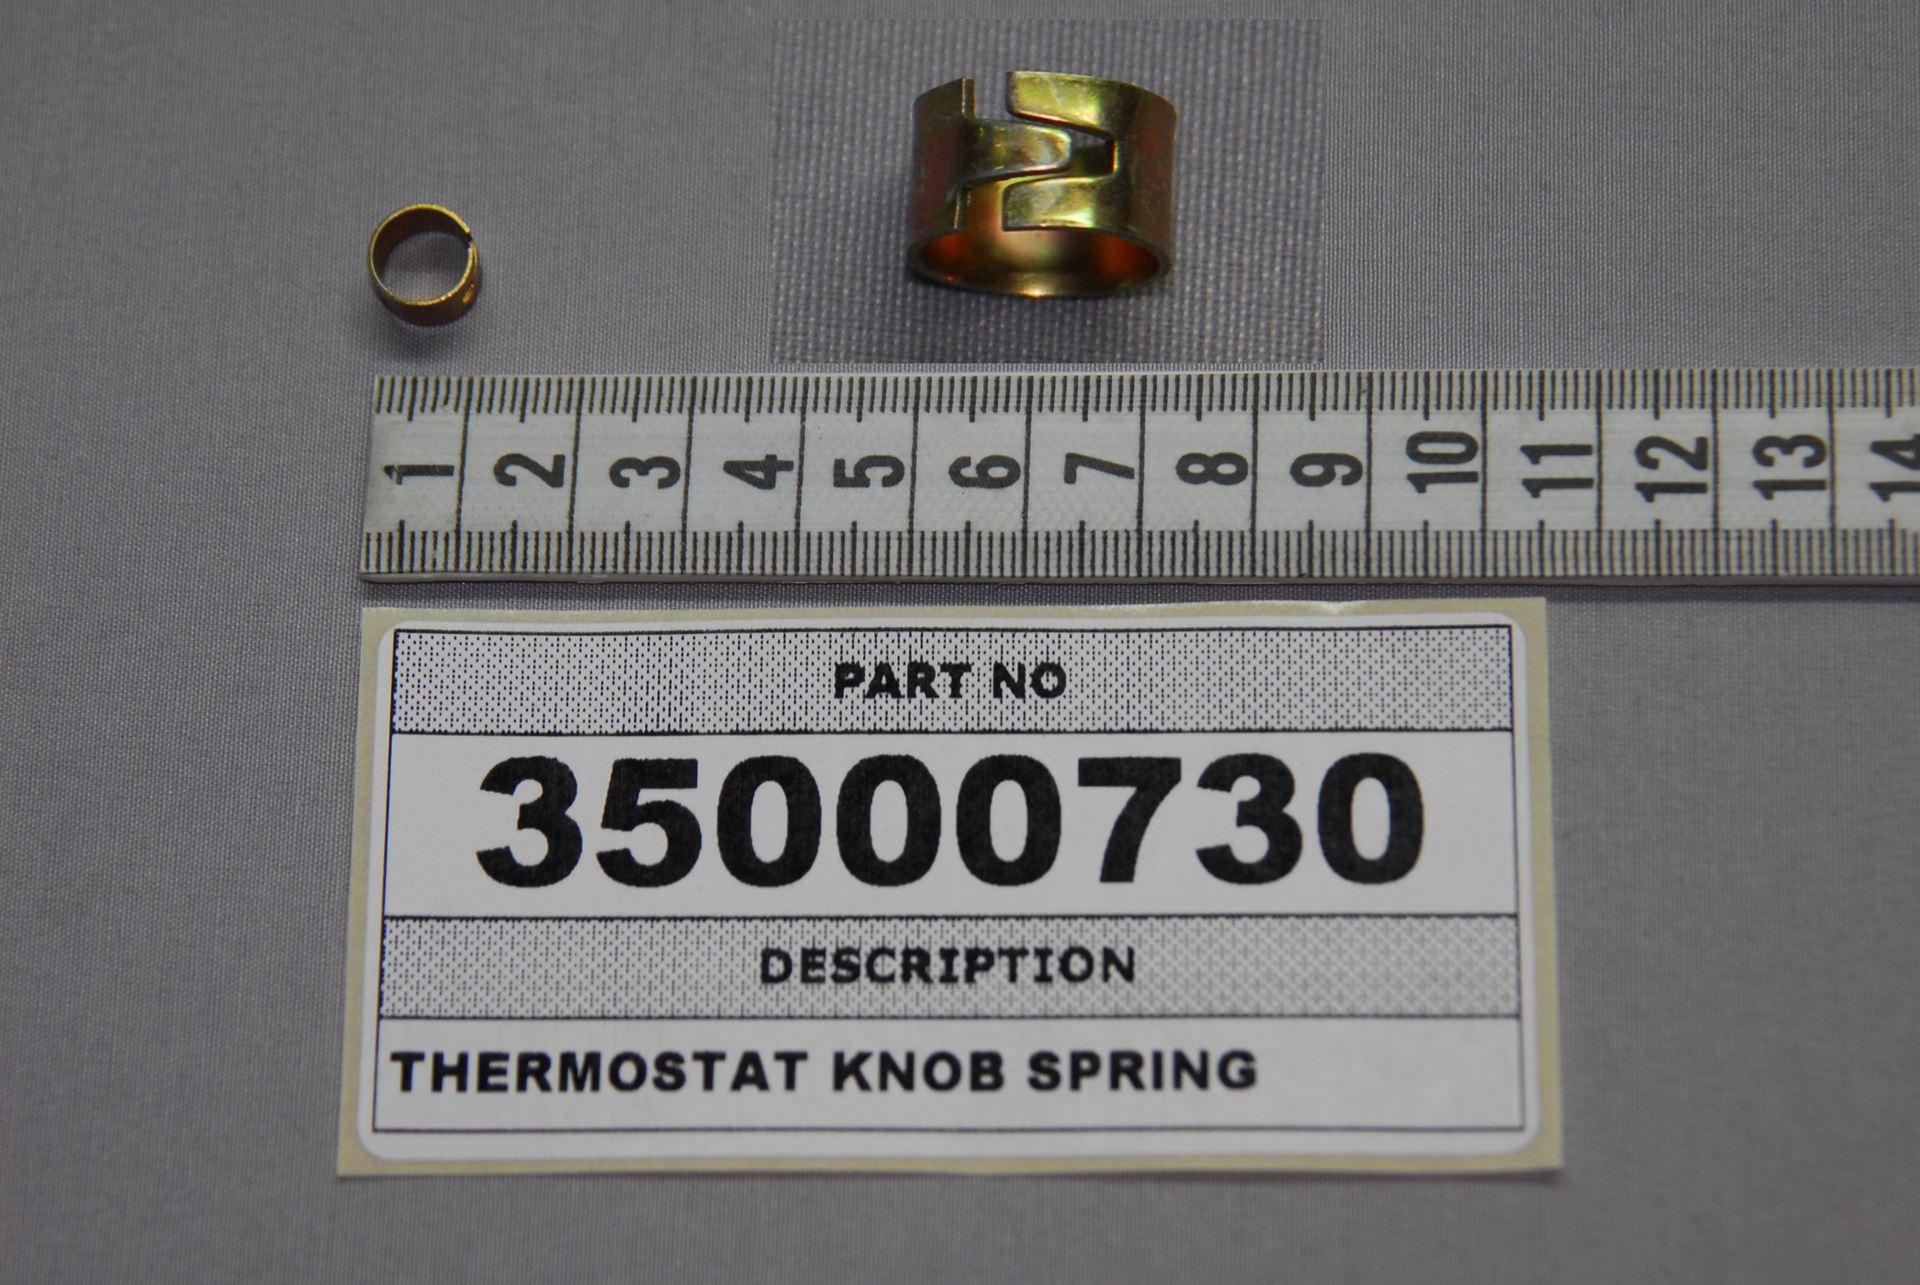 1 2 3 4 5 6 7 8 9 10 11 12 13 14
PART NO
35000730
DESCRIPTION
THERMOSTAT KNOB SPRING